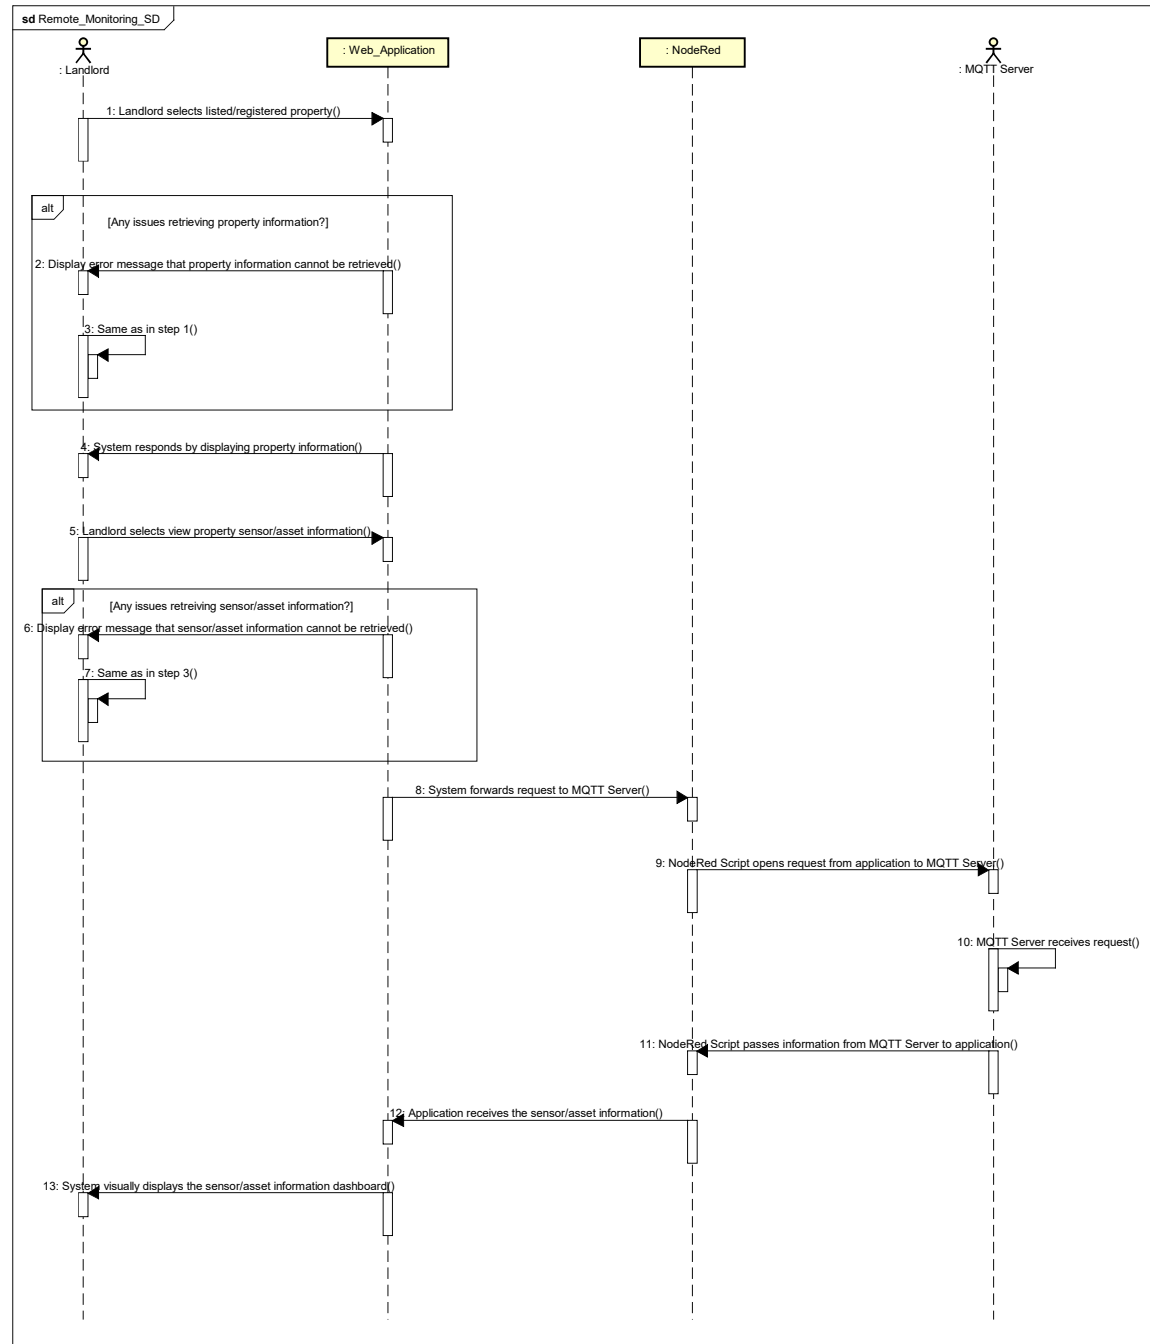 sd Remote_Monitoring_SD
: Landlord
: Web_Application
: NodeRed
: MQTT Server
1: Landlord selects listed/registered property()
alt
[Any issues retrieving property information?]
2: Display error message that property information cannot be retrieved()
3: Same as in step 1()
4: System responds by displaying property information()
5: Landlord selects view property sensor/asset information()
alt
[Any issues retreiving sensor/asset information?]
6: Display error message that sensor/asset information cannot be retrieved()
7: Same as in step 3()
8: System forwards request to MQTT Server()
9: NodeRed Script opens request from application to MQTT Server()
10: MQTT Server receives request()
11: NodeRed Script passes information from MQTT Server to application()
12: Application receives the sensor/asset information()
13: System visually displays the sensor/asset information dashboard()